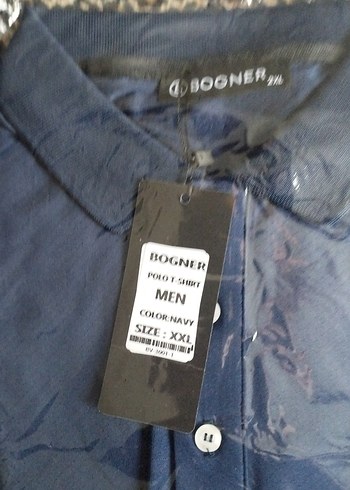 BOGNER 2XL
BOGNER
POLO T-SHIRT
MEN
COLOR:NAVY
SIZE : XXL